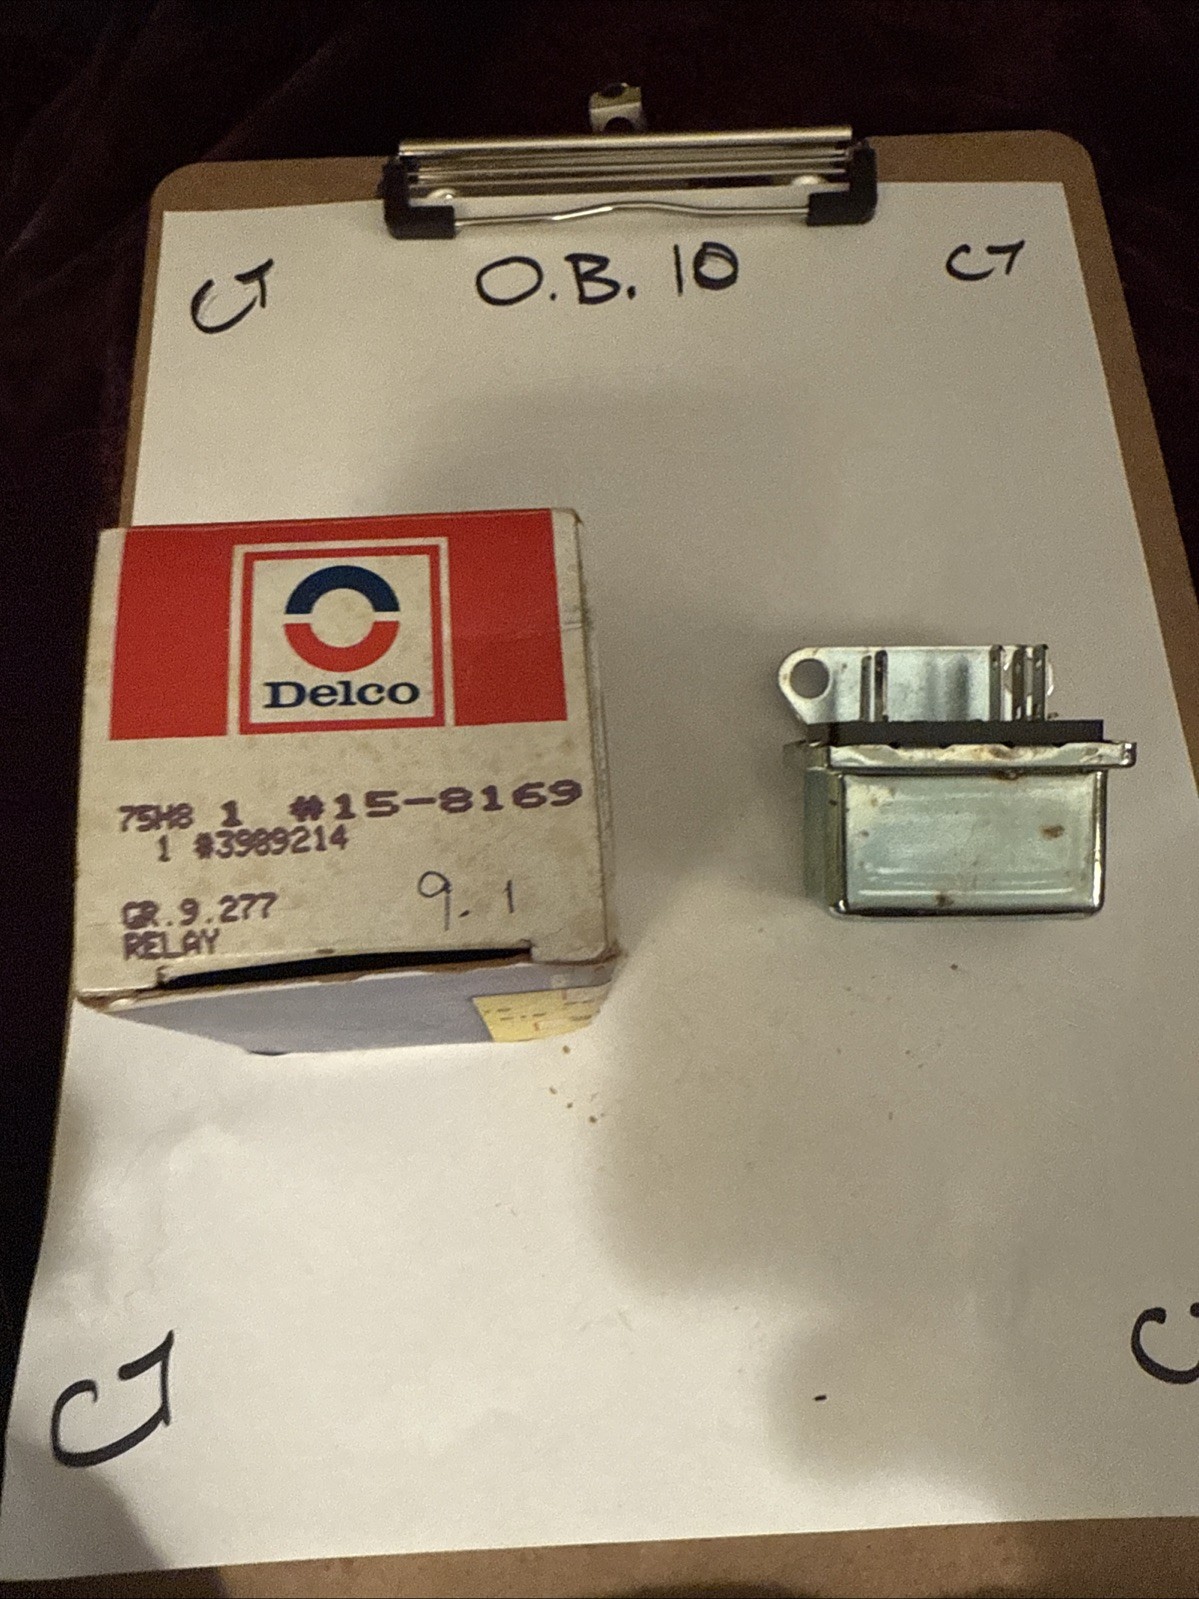 CT O.B. 10 CT
Delco
75H8 1 #15-8169
1 #3989214
GR.9.277 9.1
RELAY
CT